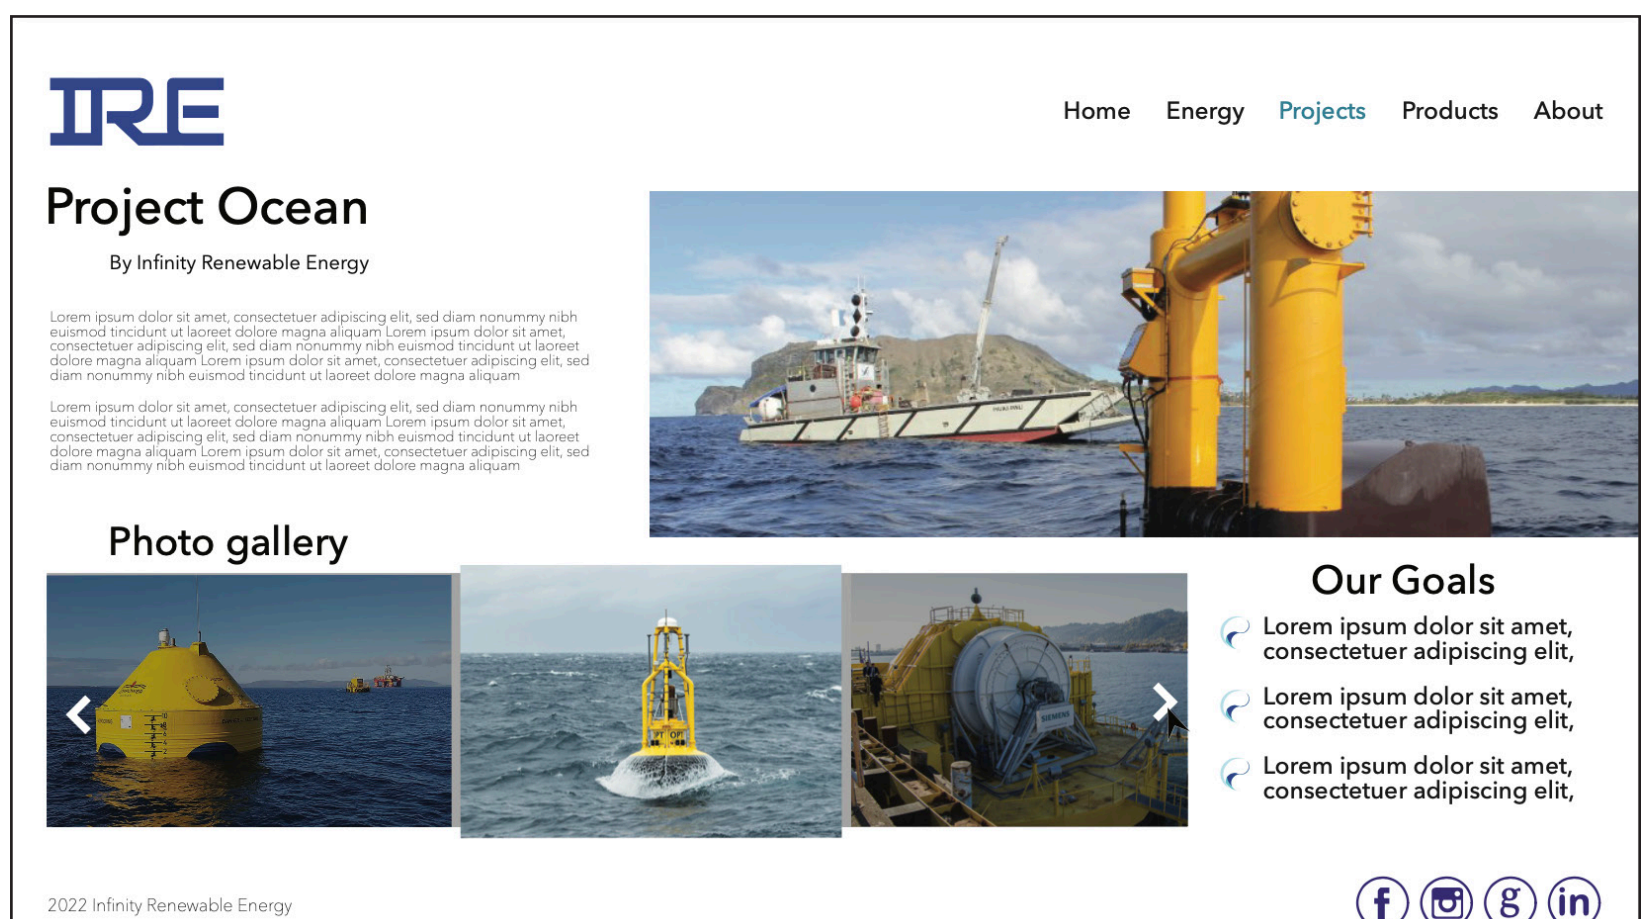 IRE
Home Energy Projects Products About
Project Ocean
By Infinity Renewable Energy
Lorem ipsum dolor sit amet, consectetuer adipiscing elit, sed diam nonummy nibh
euismod tincidunt ut laoreet dolore magna aliquam Lorem ipsum dolor sit amet,
consectetuer adipiscing elit, sed diam nonummy nibh euismod tincidunt ut laoreet
dolore magna aliquam Lorem ipsum dolor sit amet, consectetuer adipiscing elit, sed
diam nonummy nibh euismod tincidunt ut laoreet dolore magna aliquam
Lorem ipsum dolor sit amet, consectetuer adipiscing elit, sed diam nonummy nibh
euismod tincidunt ut laoreet dolore magna aliquam Lorem ipsum dolor sit amet,
consectetuer adipiscing elit, sed diam nonummy nibh euismod tincidunt ut laoreet
dolore magna aliquam Lorem ipsum dolor sit amet, consectetuer adipiscing elit, sed
diam nonummy nibh euismod tincidunt ut laoreet dolore magna aliquam
Photo gallery
OPT
SIEMENS
Our Goals
Lorem ipsum dolor sit amet,
consectetuer adipiscing elit,
Lorem ipsum dolor sit amet,
consectetuer adipiscing elit,
Lorem ipsum dolor sit amet,
consectetuer adipiscing elit,
2022 Infinity Renewable Energy
f g in